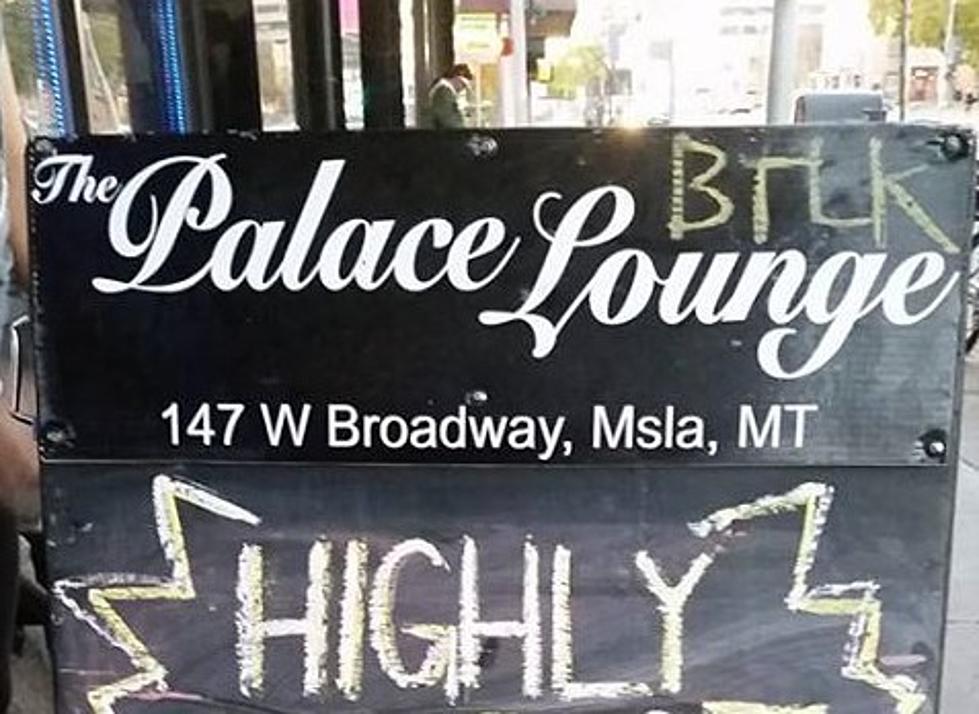 The Palace Lounge
147 W Broadway, Msla, MT
HIGHLY